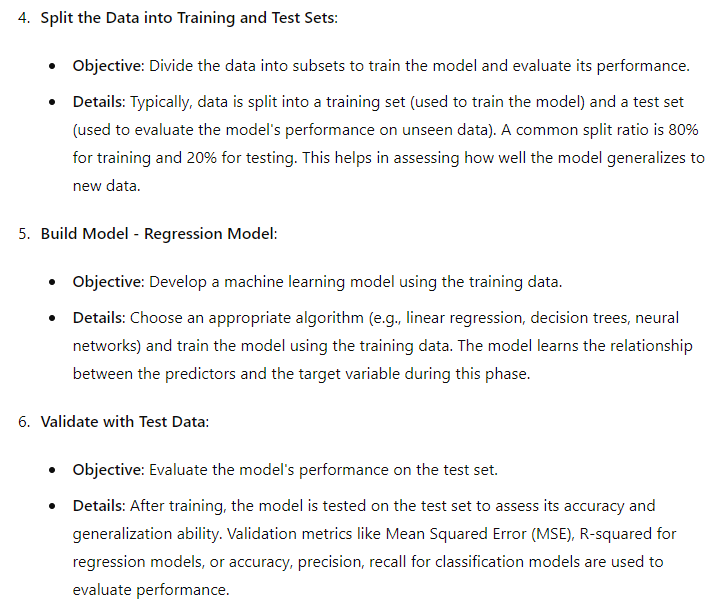 4. Split the Data into Training and Test Sets:
• Objective: Divide the data into subsets to train the model and evaluate its performance.
• Details: Typically, data is split into a training set (used to train the model) and a test set
(used to evaluate the model's performance on unseen data). A common split ratio is 80%
for training and 20% for testing. This helps in assessing how well the model generalizes to
new data.
5. Build Model - Regression Model:
• Objective: Develop a machine learning model using the training data.
• Details: Choose an appropriate algorithm (e.g., linear regression, decision trees, neural
networks) and train the model using the training data. The model learns the relationship
between the predictors and the target variable during this phase.
6. Validate with Test Data:
• Objective: Evaluate the model's performance on the test set.
• Details: After training, the model is tested on the test set to assess its accuracy and
generalization ability. Validation metrics like Mean Squared Error (MSE), R-squared for
regression models, or accuracy, precision, recall for classification models are used to
evaluate performance.